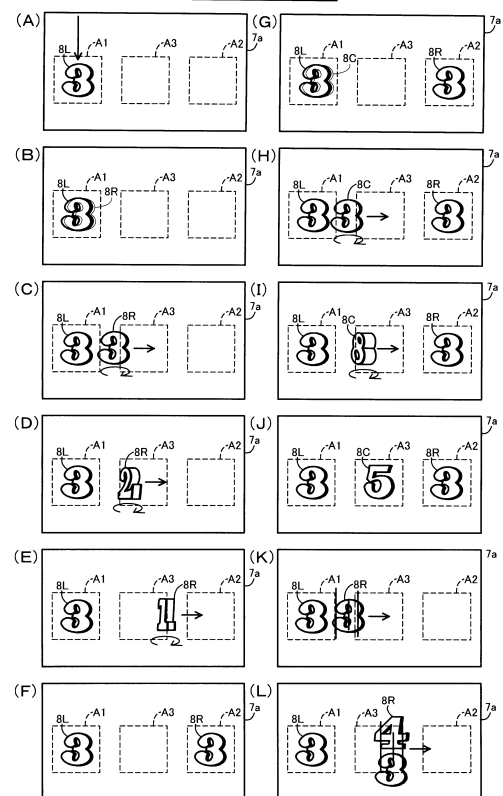 (A)
8L A1 A3 A2 7a
3
(B)
A1 8R A3 A2 7a
8L
3
(C)
8L A1 8R A3 A2 7a
3 3
(D)
8L A1 8R A3 A2 7a
3 2
(E)
8L A1 A3 8R A2 7a
3 1
(F)
8L A1 A3 8R A2 7a
3 3
(G)
8L A1 8C A3 8R A2 7a
3 3
(H)
8L A1 8C A3 8R A2 7a
3 3 3
(I)
8L A1 8C A3 8R A2 7a
3 3
(J)
8L A1 8C A3 8R A2 7a
3 5 3
(K)
8L A1 8R A3 A2 7a
3 3
(L)
8L A1 A3 8R A2 7a
3 4
3